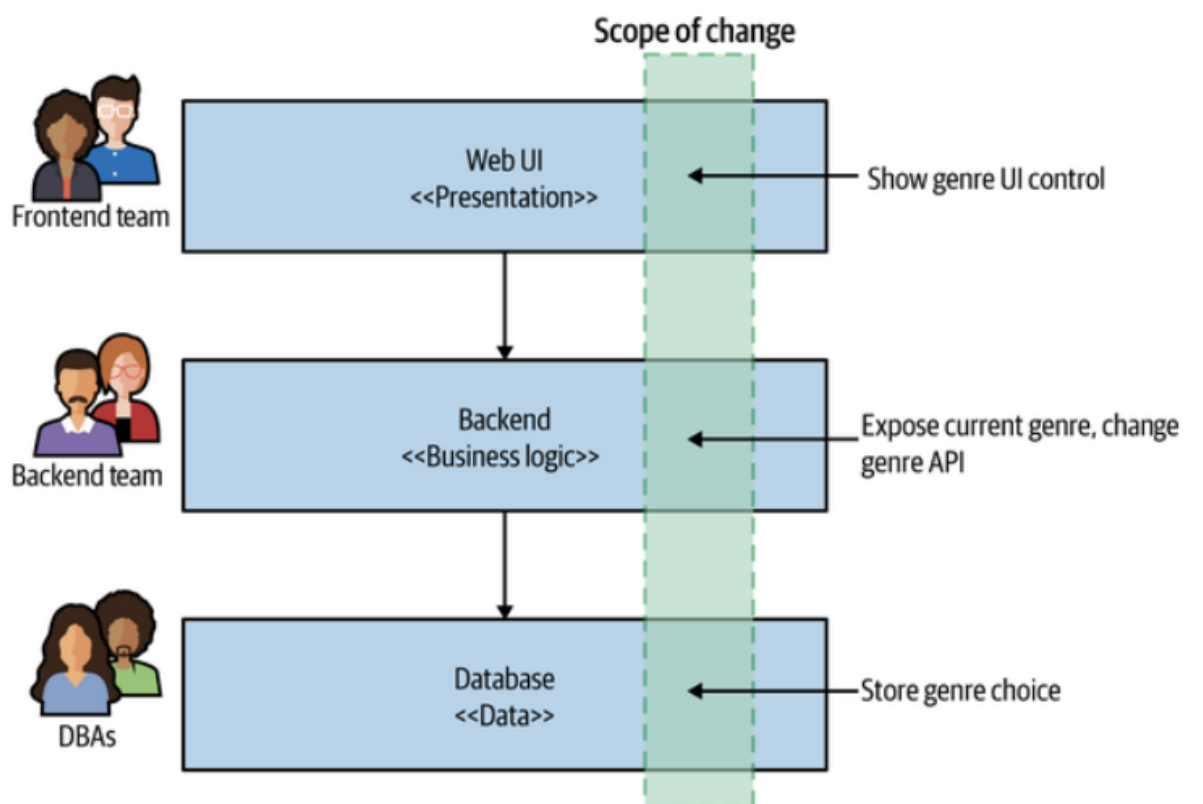 Scope of change
Web UI
<<Presentation>>
Show genre UI control
Frontend team
Backend
<<Business logic>>
Expose current genre, change
genre API
Backend team
Database
<<Data>>
Store genre choice
DBAs